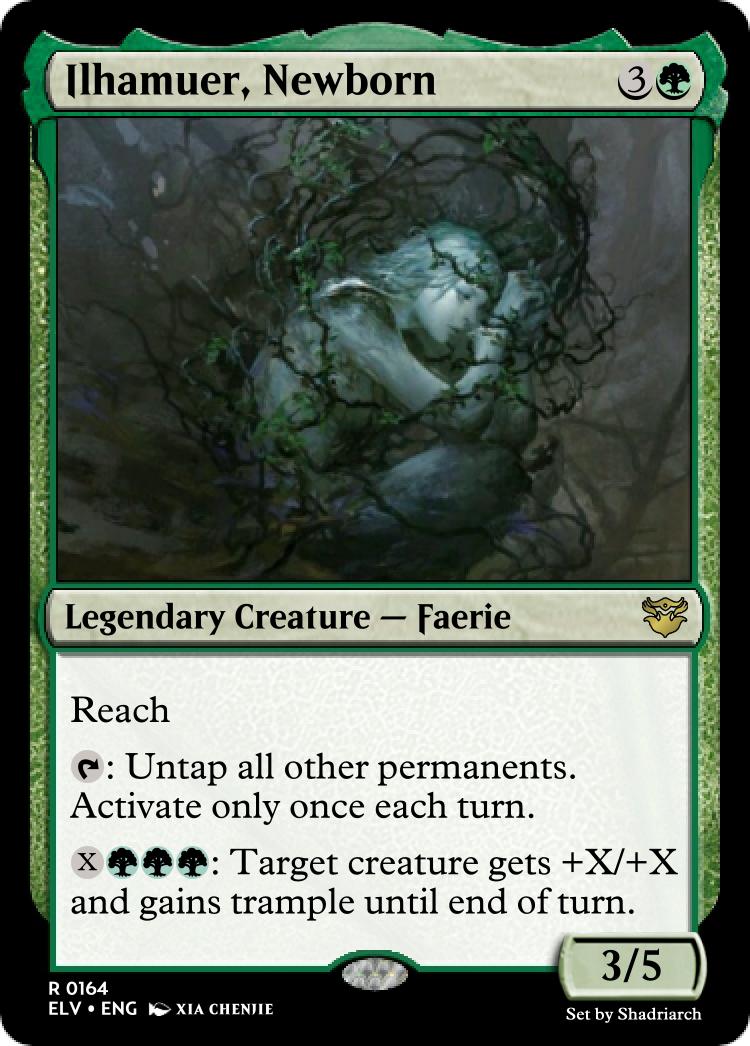 Ilhamuer, Newborn 3
Legendary Creature — Faerie
Reach
: Untap all other permanents.
Activate only once each turn.
X: Target creature gets +X/+X
and gains trample until end of turn.
3/5
R 0164
ELV • ENG XIA CHENJIE
Set by Shadriarch